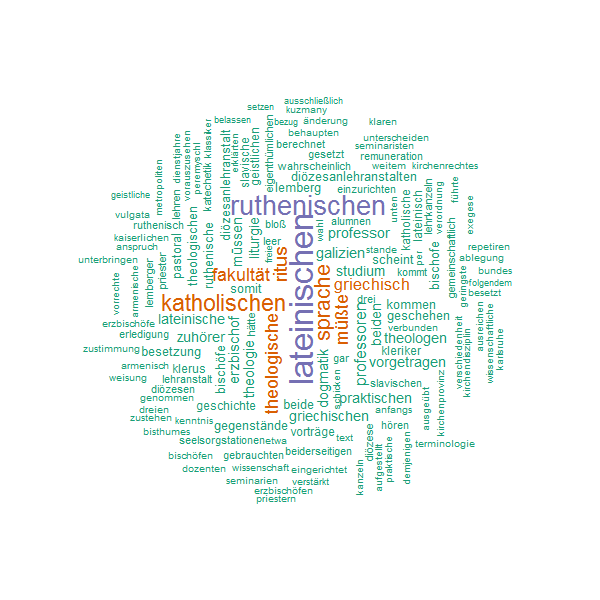 ausschließlich
setzen
kuzmany
belassen
bezug
änderung
klaren
behaupten
unterscheiden
berechnet
seminaristen
gesetzt
remuneration
wahrscheinlich
weitem
kirchenrechtes
diözesanlehranstalten
geistliche
lemberg
einzurichten
führte
ruthenischen
vulgata
ruthenisch
bloß
alumnen
kaiserlichen
professor
anspruch
leer
repetiren
galizien
stande
ablegung
unterbringen
scheint
fakultät
studium
kommt
bundes
somit
griechisch
folgendem
besetzt
katholischen
drei
kommen
lateinische
geschehen
erzbischöfe
verbunden
erledigung
zuhörer
theologen
zustimmung
besetzung
kleriker
armenisch
klerus
gar
vorgetragen
weisung
lehranstalt
slavischen
diözesen
praktischen
genommen
geschichte
beide
anfangs
dreien
griechischen
zustehen
kenntnis
gegenstände
hören
bisthumes
vorträge
text
seelsorgstationen
etwa
terminologie
bischöfen
gebrauchten
beiderseitigen
dozenten
wissenschaft
eingerichtet
seminarien
verstärkt
erzbischöfen
priestern
metropoliten
dienstjahre
vorauszusehen
peremyschl
katechetik
klassiker
diözesanlehranstalt
erklärten
slavische
geistlichen
eigenthümlichen
lehren
pastoral
theologischen
ruthenische
müssen
liturgie
freie
ritus
wahl
unten
katholische
lateinisch
per
lehrkanzeln
verordnung
bischofe
gemeinschaftlich
exegese
geringste
vorrechte
armenische
lemberger
priester
lateinischen
sprache
müßte
professoren
beiden
theologische
hätte
theologie
erzbischof
bischöfe
dogmatik
schicken
diözese
kanzeln
aufgestellt
praktische
demjenigen
ausgeübt
kirchenprovinz
verschiedenheit
kirchendisziplin
ausreichen
wissenschaftliche
karlsruhe